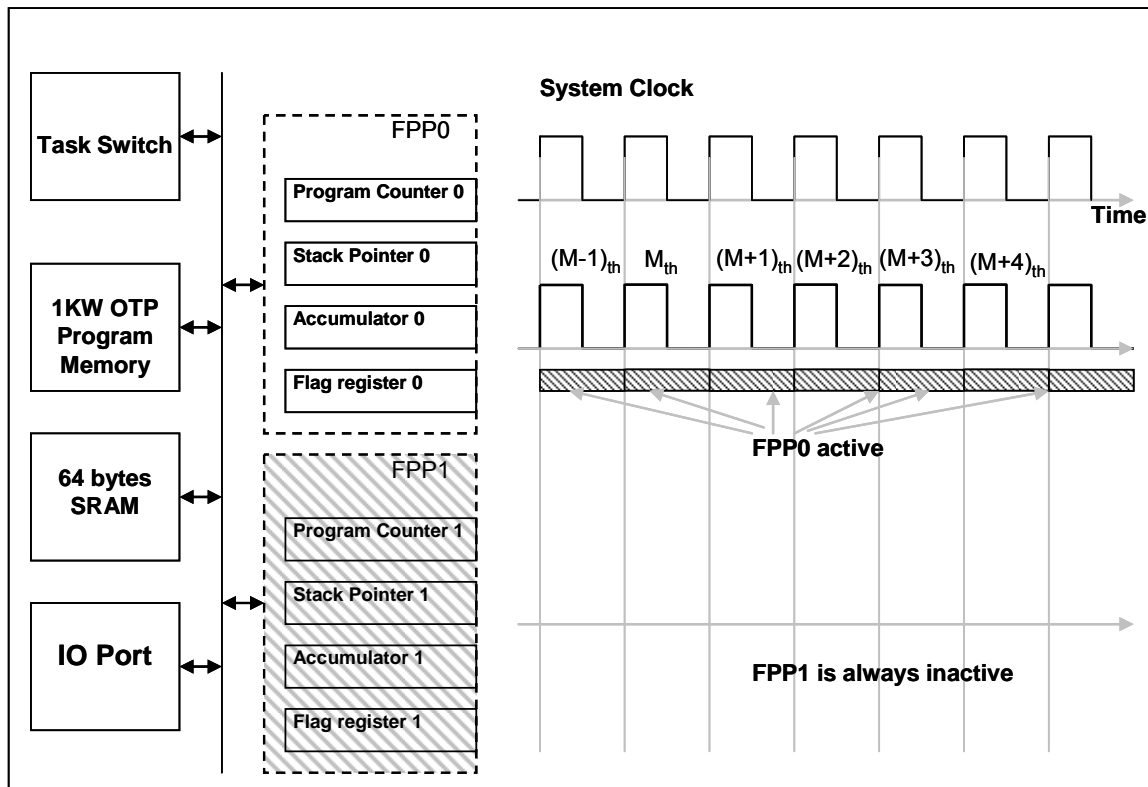 Task Switch
1KW OTP
Program
Memory
64 bytes
SRAM
IO Port
FPP0
Program Counter 0
Stack Pointer 0
Accumulator 0
Flag register 0
FPP1
Program Counter 1
Stack Pointer 1
Accumulator 1
Flag register 1
System Clock
Time
(M-1)th Mth (M+1)th (M+2)th (M+3)th (M+4)th
FPP0 active
FPP1 is always inactive